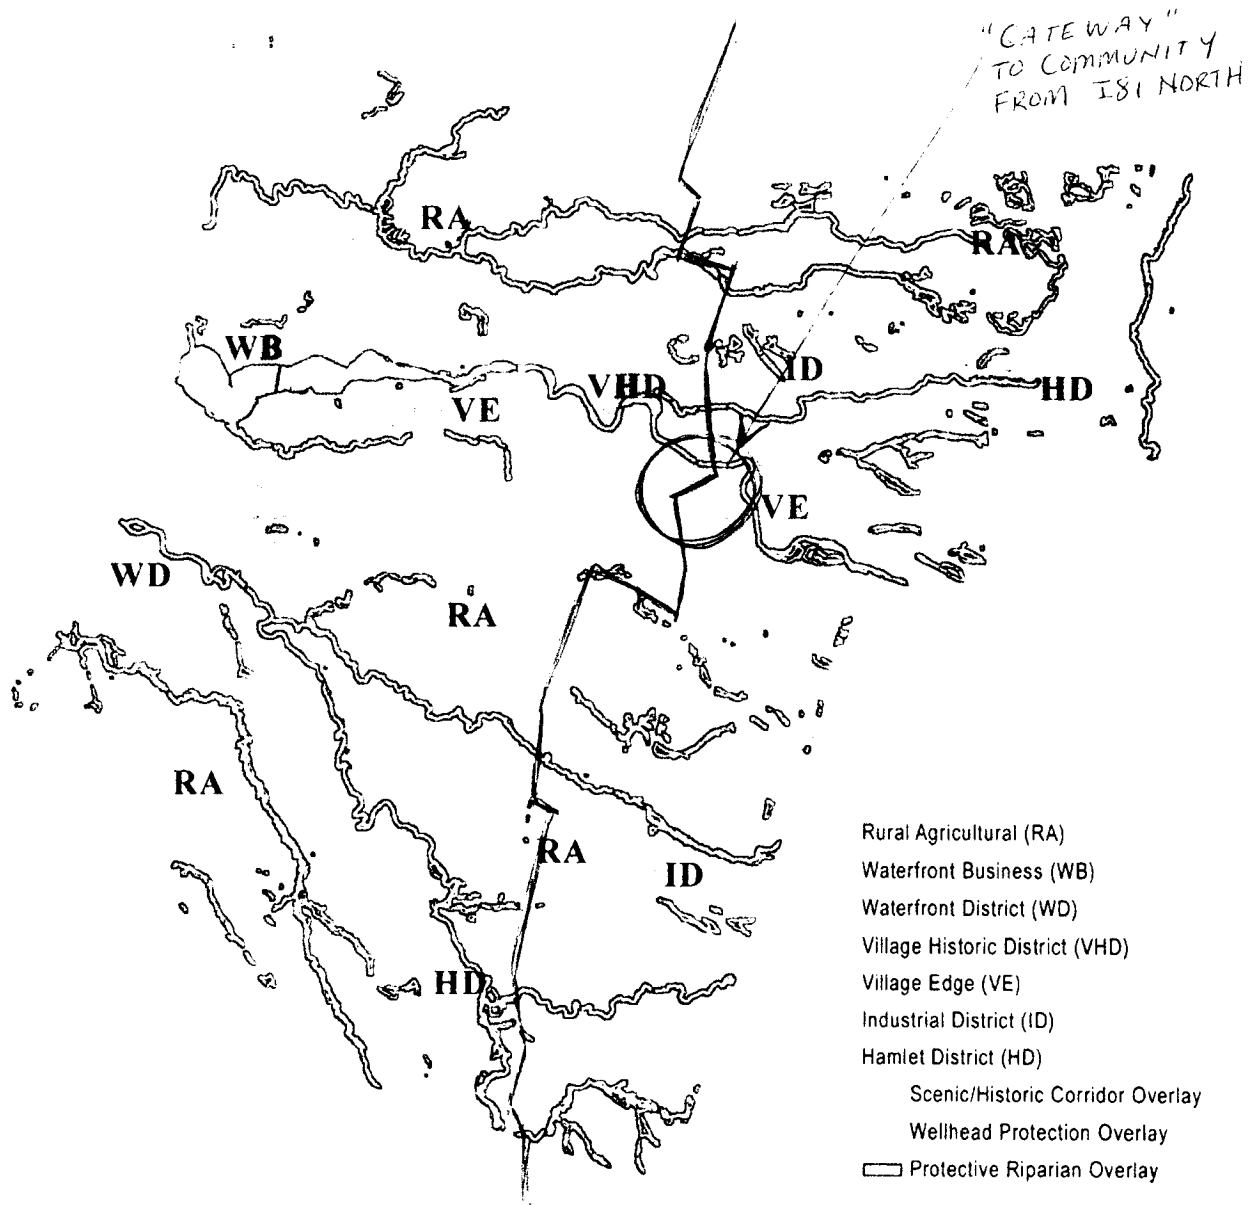 "GATEWAY"
TO COMMUNITY
FROM I81 NORTH
RA
RA
WB
VHD
ID
VE
HD
VE
WD
RA
RA
RA
ID
HD
Rural Agricultural (RA)
Waterfront Business (WB)
Waterfront District (WD)
Village Historic District (VHD)
Village Edge (VE)
Industrial District (ID)
Hamlet District (HD)
Scenic/Historic Corridor Overlay
Wellhead Protection Overlay
Protective Riparian Overlay